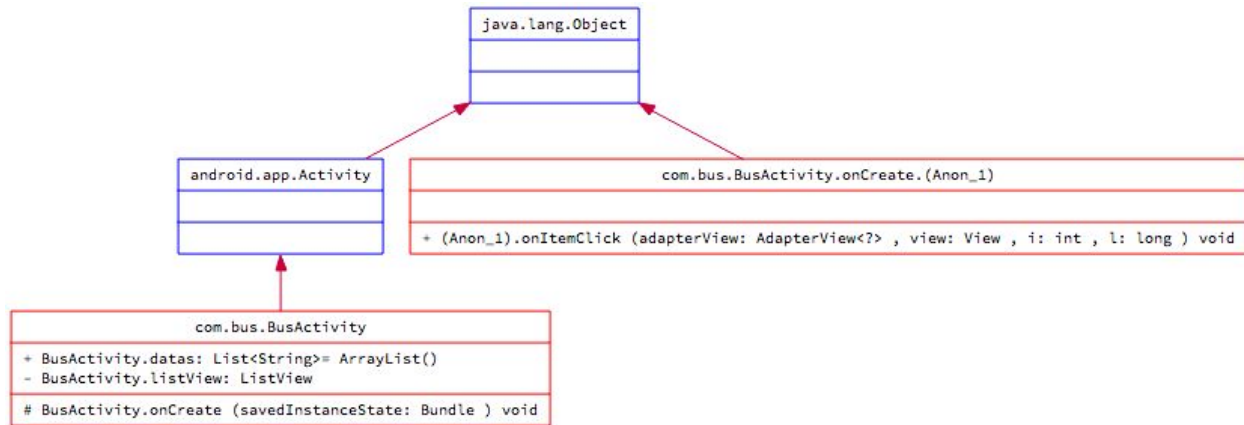 java.lang.Object
android.app.Activity
com.bus.BusActivity.onCreate.(Anon_1)
+ (Anon_1).onItemClick (adapterView: AdapterView<?> , view: View , i: int , l: long ) void
com.bus.BusActivity
+ BusActivity.datas: List<String>= ArrayList()
- BusActivity.listView: ListView
# BusActivity.onCreate (savedInstanceState: Bundle ) void